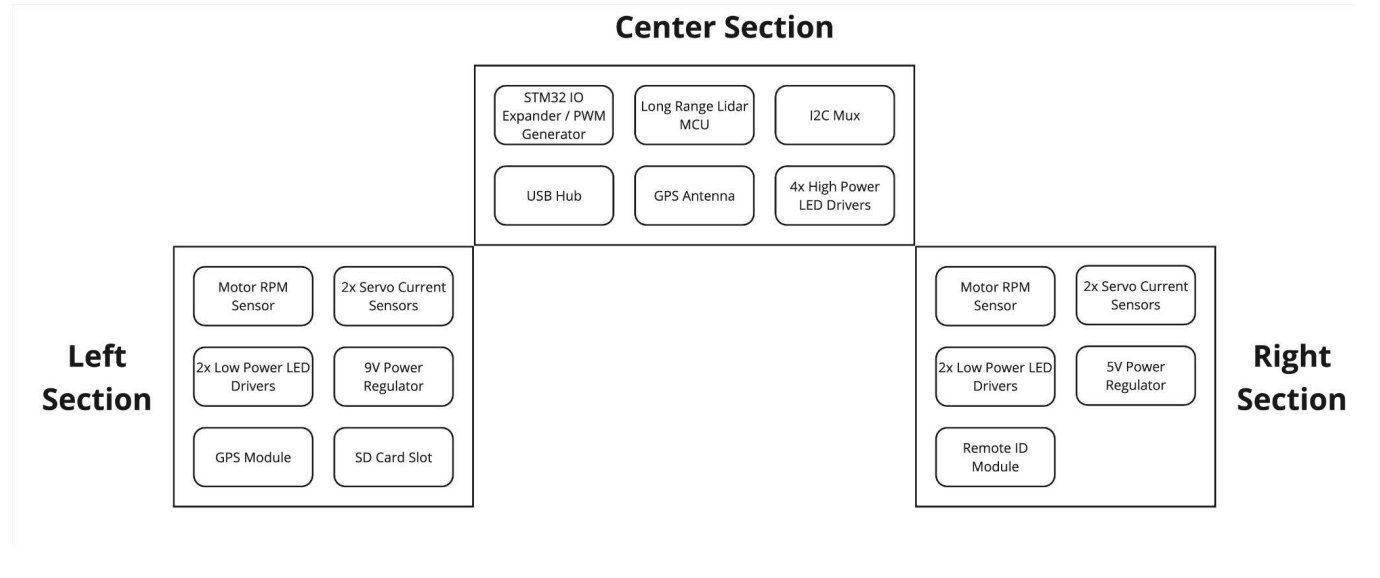 Center Section
STM32 IO
Expander / PWM
Generator
Long Range Lidar
MCU
I2C Mux
USB Hub
GPS Antenna
4x High Power
LED Drivers
Left
Section
Motor RPM
Sensor
2x Servo Current
Sensors
2x Low Power LED
Drivers
9V Power
Regulator
GPS Module
SD Card Slot
Motor RPM
Sensor
2x Servo Current
Sensors
2x Low Power LED
Drivers
5V Power
Regulator
Remote ID
Module
Right
Section